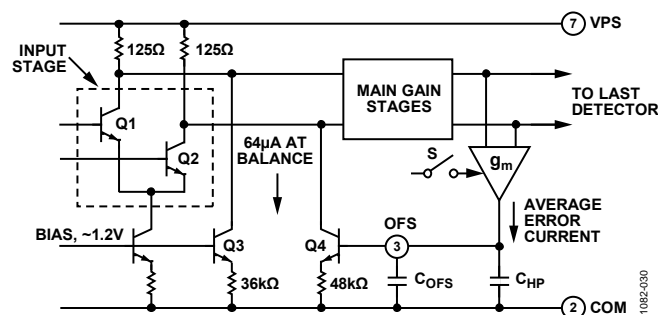 7 VPS
125Ω 125Ω
INPUT
STAGE
MAIN GAIN
STAGES
TO LAST
DETECTOR
Q1
Q2
64µA AT
BALANCE
S
gm
AVERAGE
ERROR
CURRENT
BIAS, ~1.2V
Q3
Q4
OFS
3
36kΩ
48kΩ
COFS
CHP
2 COM
1082-030